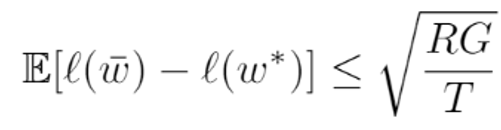 𝔼[ℓ(w̄) − ℓ(w*)] ≤ √(RG/T)